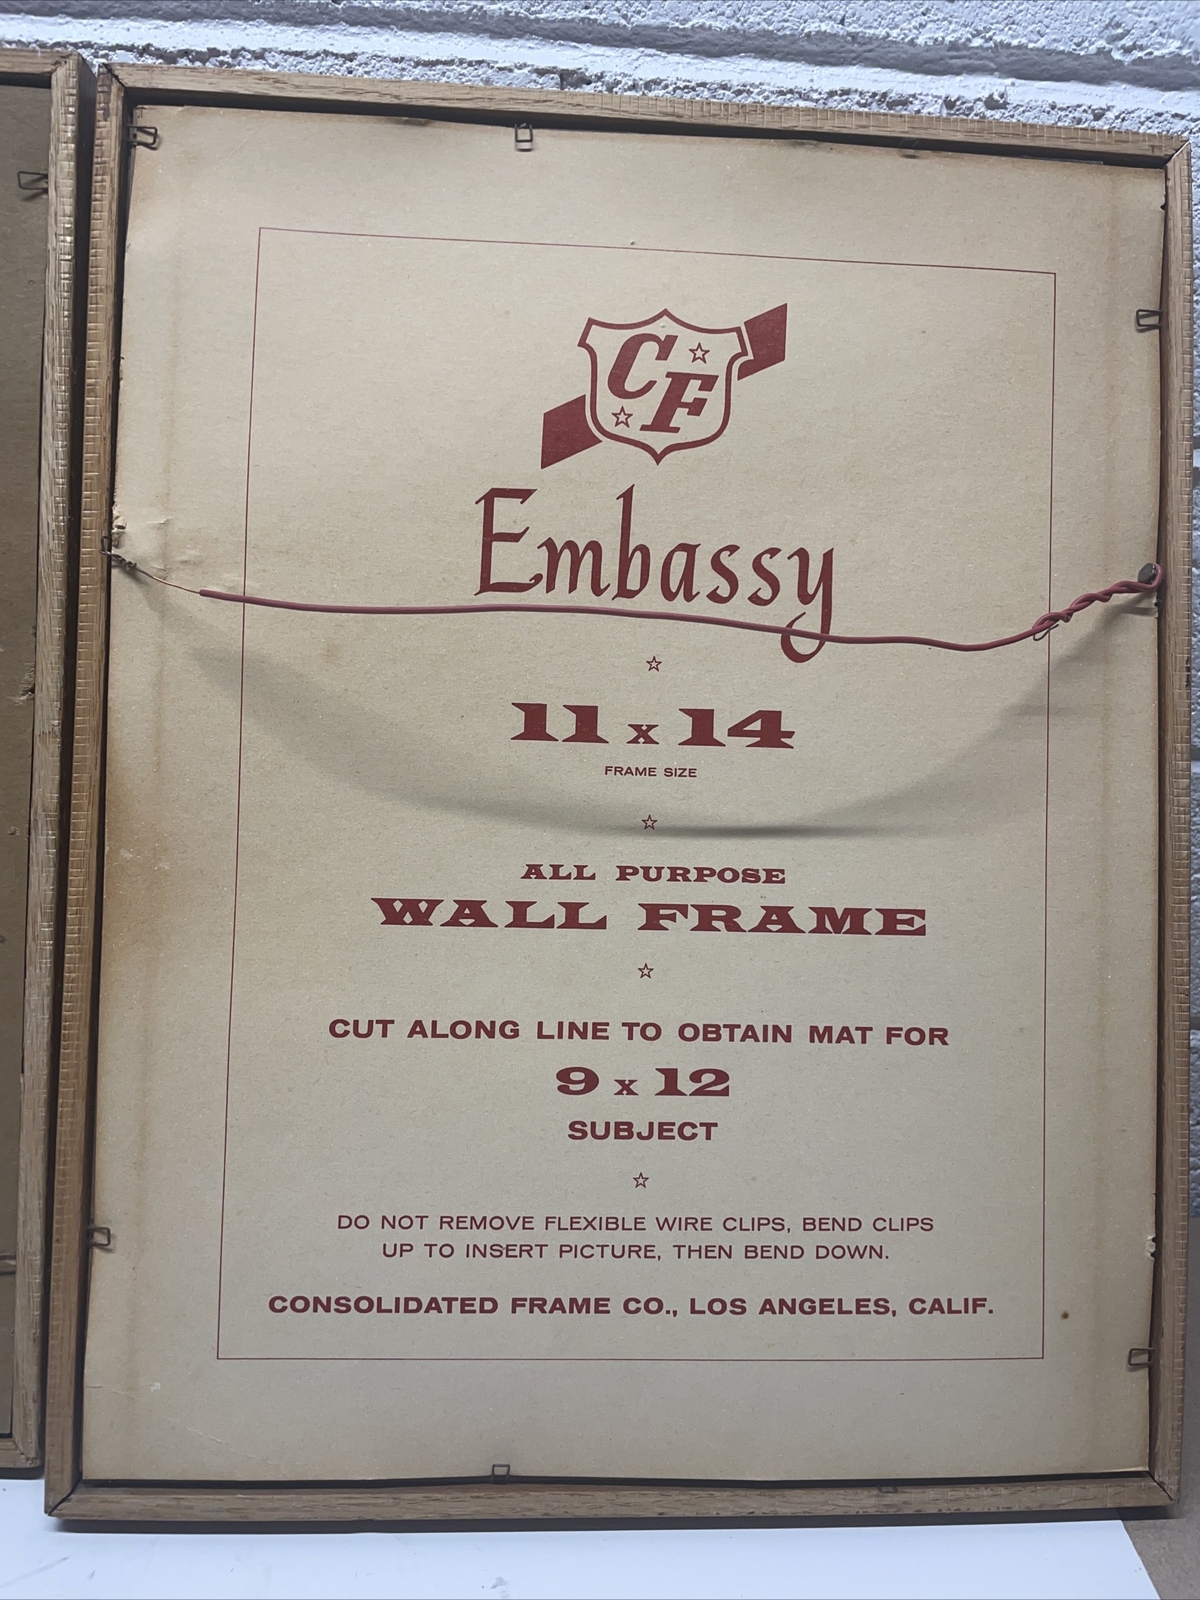 CF
Embassy
11 x 14
FRAME SIZE
ALL PURPOSE
WALL FRAME
CUT ALONG LINE TO OBTAIN MAT FOR
9 x 12
SUBJECT
DO NOT REMOVE FLEXIBLE WIRE CLIPS, BEND CLIPS
UP TO INSERT PICTURE, THEN BEND DOWN.
CONSOLIDATED FRAME CO., LOS ANGELES, CALIF.